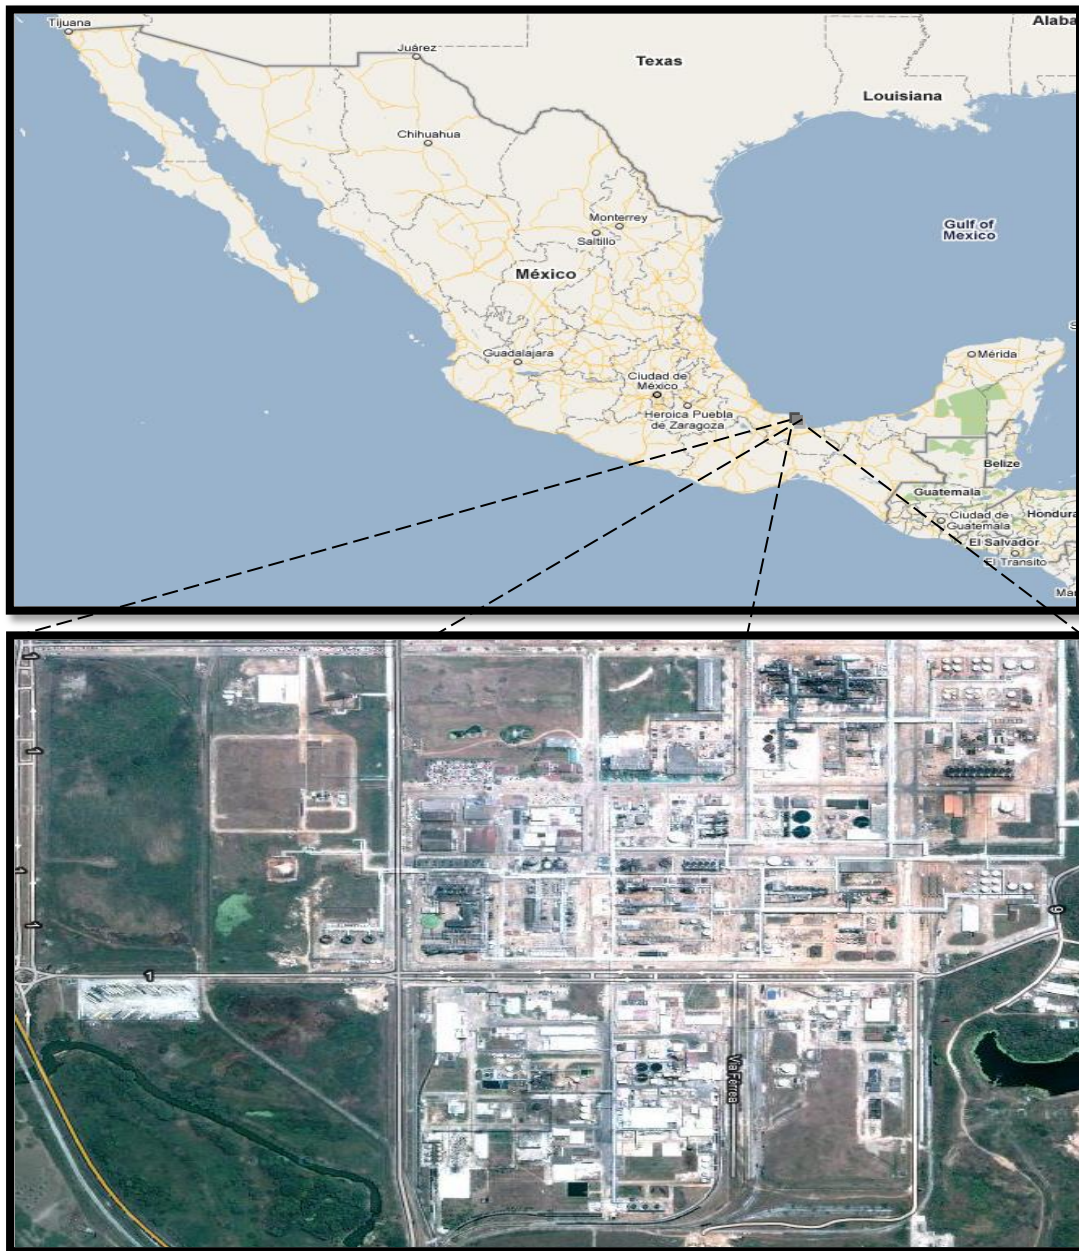 Tijuana
Juárez
Texas
Alaba
Louisiana
Chihuahua
Monterrey
Saltillo
Gulf of
Mexico
México
Guadalajara
Mérida
Ciudad de
México
Heroica Puebla
de Zaragoza
Belize
Guatemala
Ciudad de
Guatemala
Hondura
El Salvador
El Transito
Mar
S
1
1
1
1
1
9
Vía Férrea